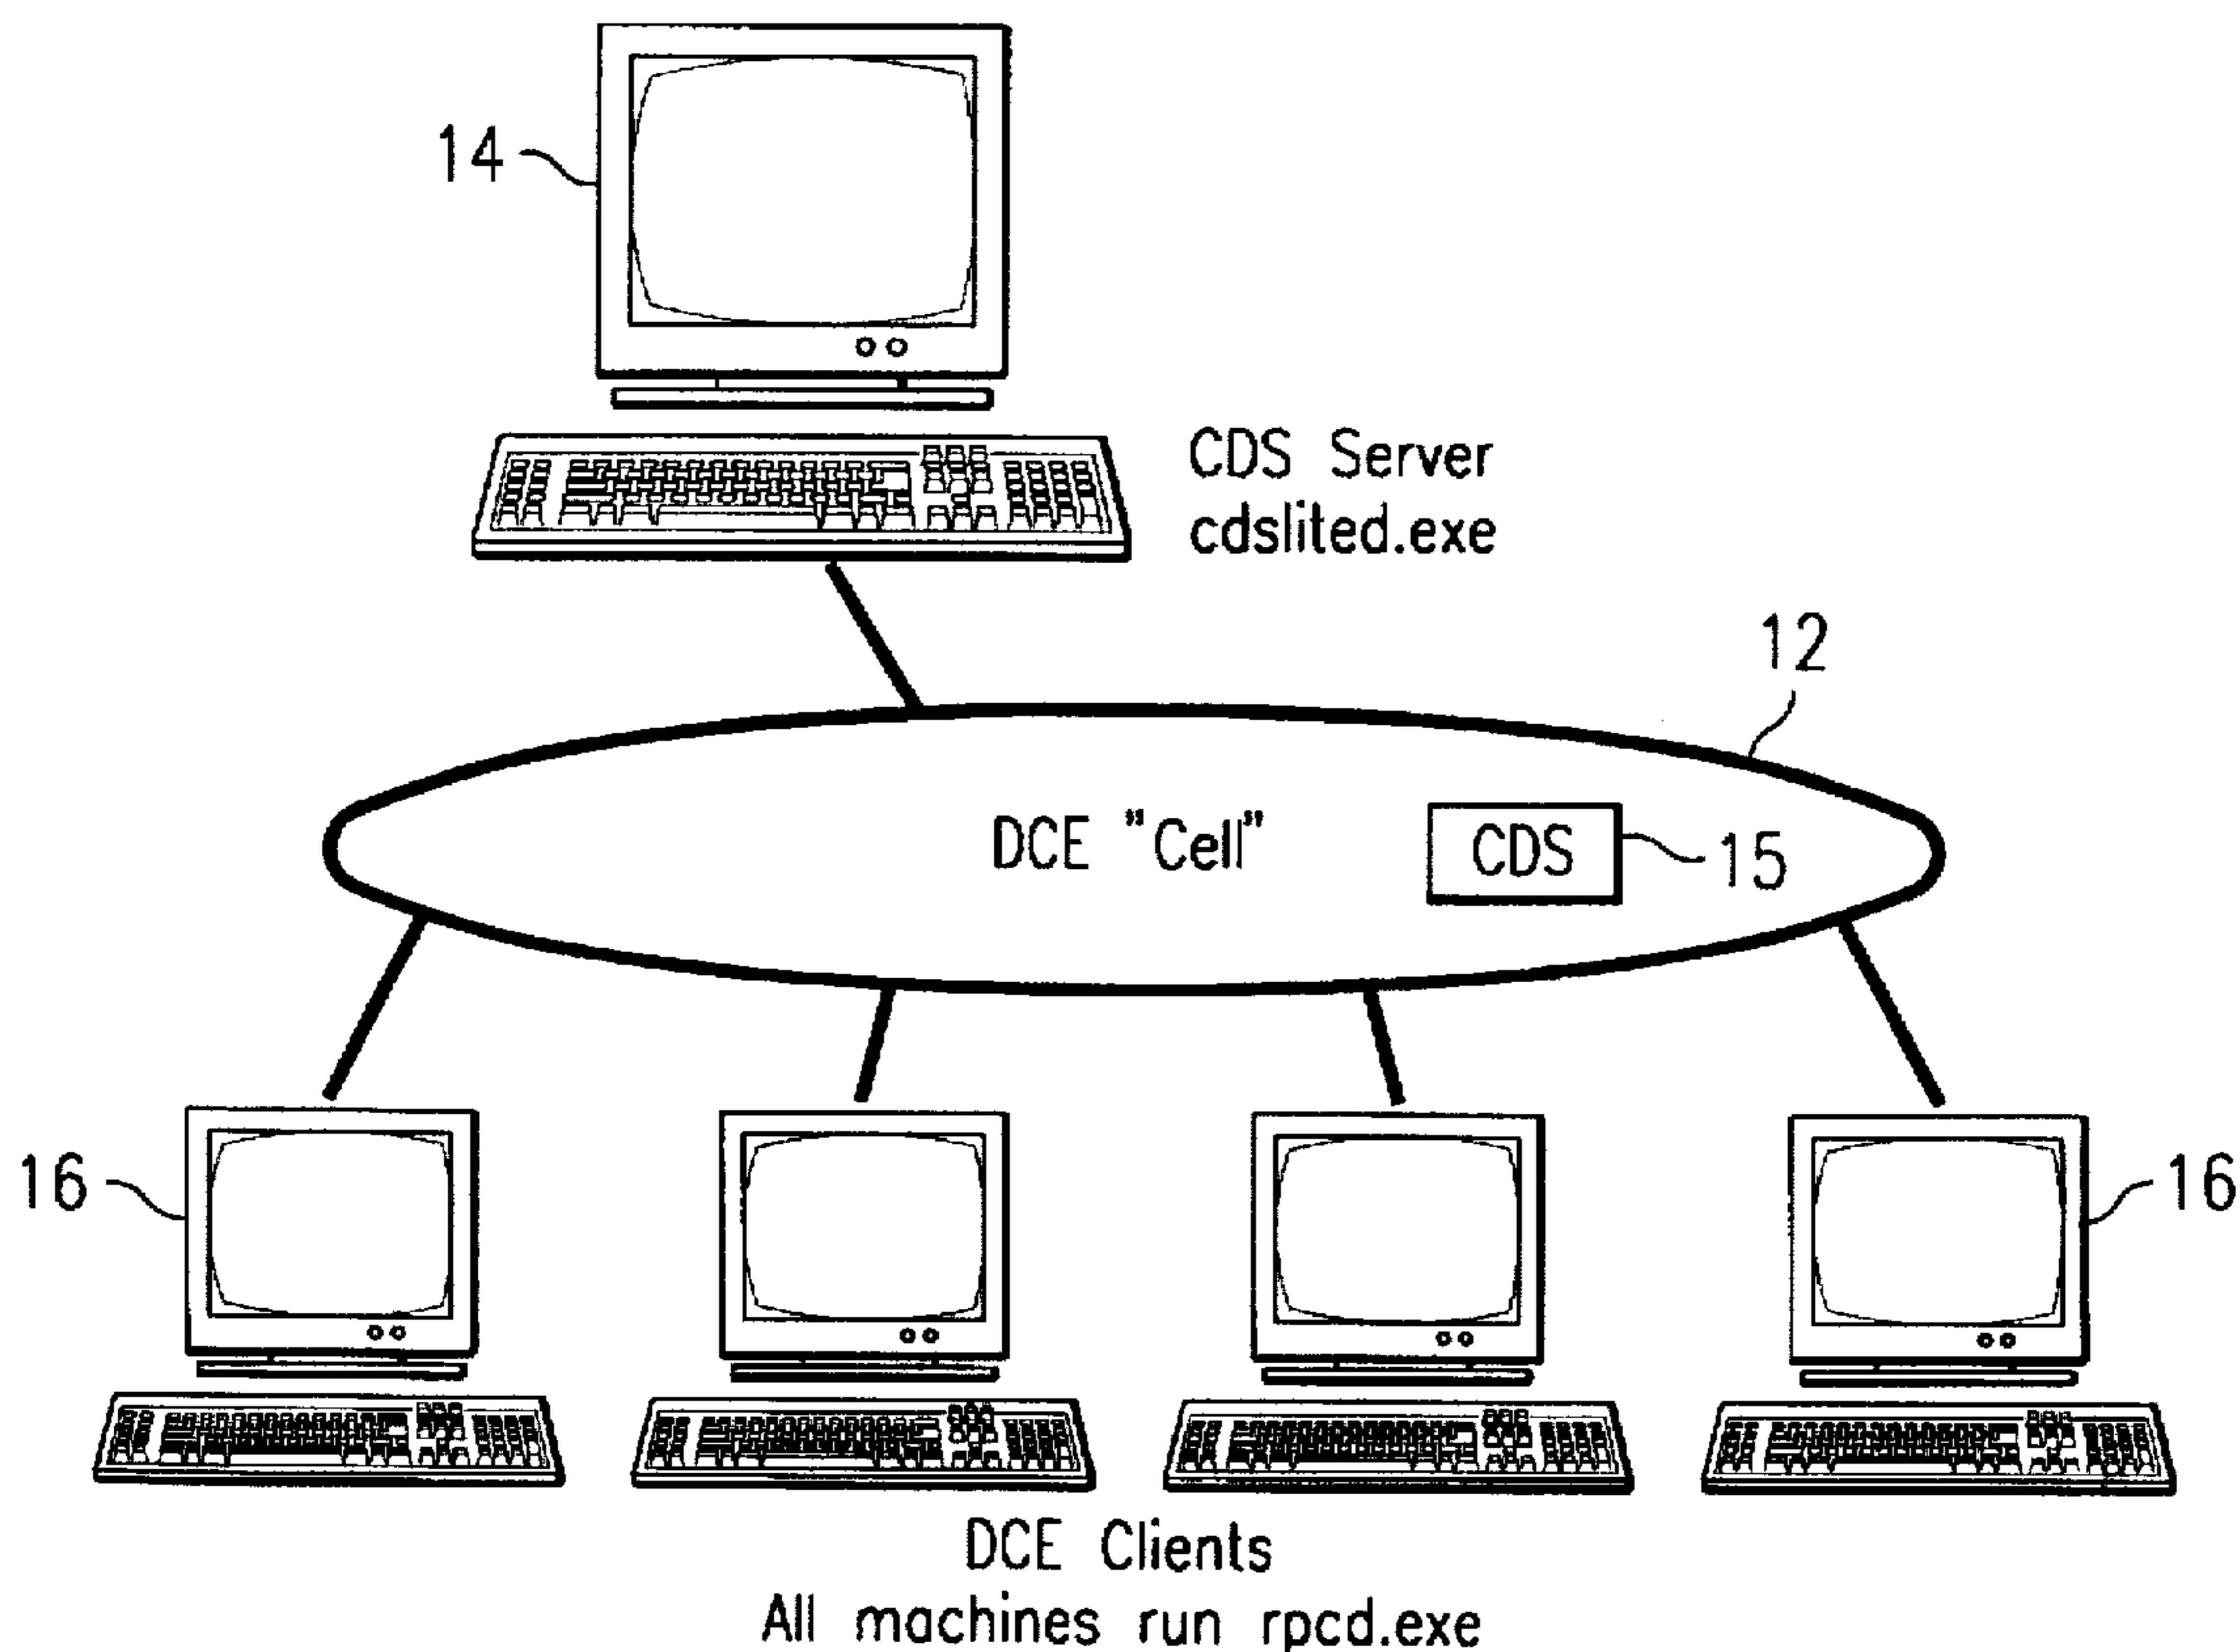 14
CDS Server
cdslited.exe
12
DCE "Cell"
CDS
15
16
16
DCE Clients
All machines run rpcd.exe